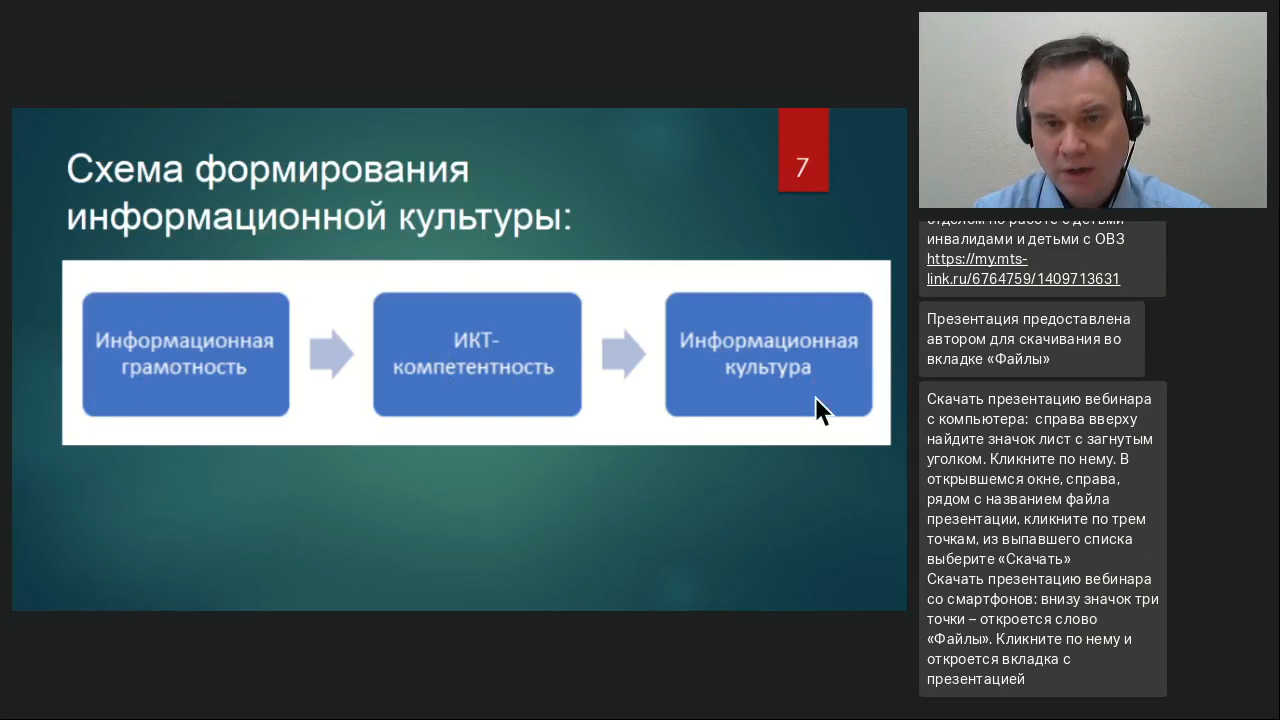 Схема формирования
информационной культуры:
7
Информационная
грамотность
ИКТ-
компетентность
Информационная
культура
отделом по работе с детьми
инвалидами и детьми с ОВЗ
https://my.mts-
link.ru/6764759/1409713631
Презентация предоставлена
автором для скачивания во
вкладке «Файлы»
Скачать презентацию вебинара
с компьютера:  справа вверху
найдите значок лист с загнутым
уголком. Кликните по нему. В
открывшемся окне, справа,
рядом с названием файла
презентации, кликните по трем
точкам, из выпавшего списка
выберите «Скачать»
Скачать презентацию вебинара
со смартфонов: внизу значок три
точки – откроется слово
«Файлы». Кликните по нему и
откроется вкладка с
презентацией